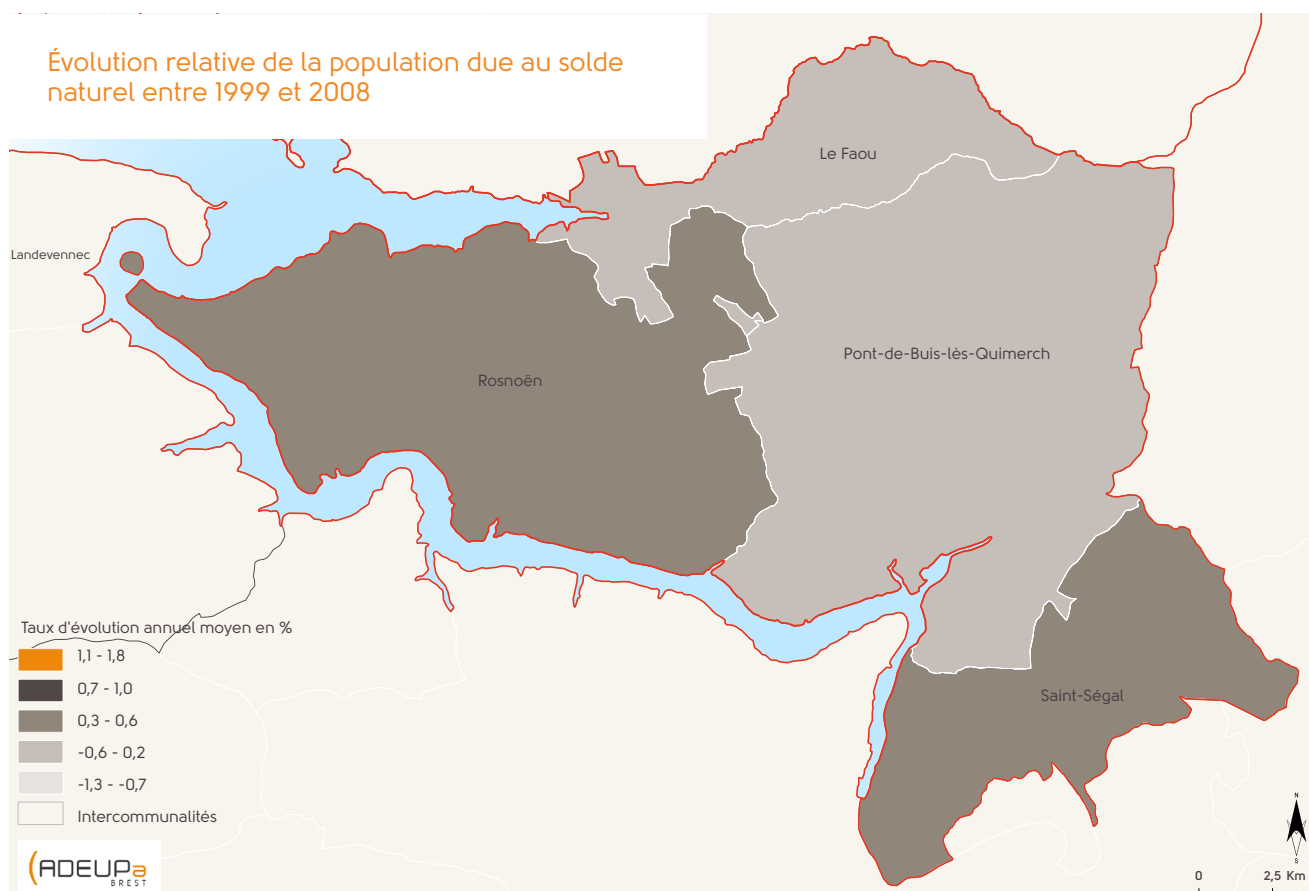 Évolution relative de la population due au solde
naturel entre 1999 et 2008
Le Faou
Landevennec
Pont-de-Buis-lès-Quimerch
Rosnoën
Taux d'évolution annuel moyen en %
1,1 - 1,8
0,7 - 1,0
0,3 - 0,6
-0,6 - 0,2
-1,3 - -0,7
Intercommunalités
Saint-Ségal
ADEUPa
BREST
N
S
0 2,5 Km